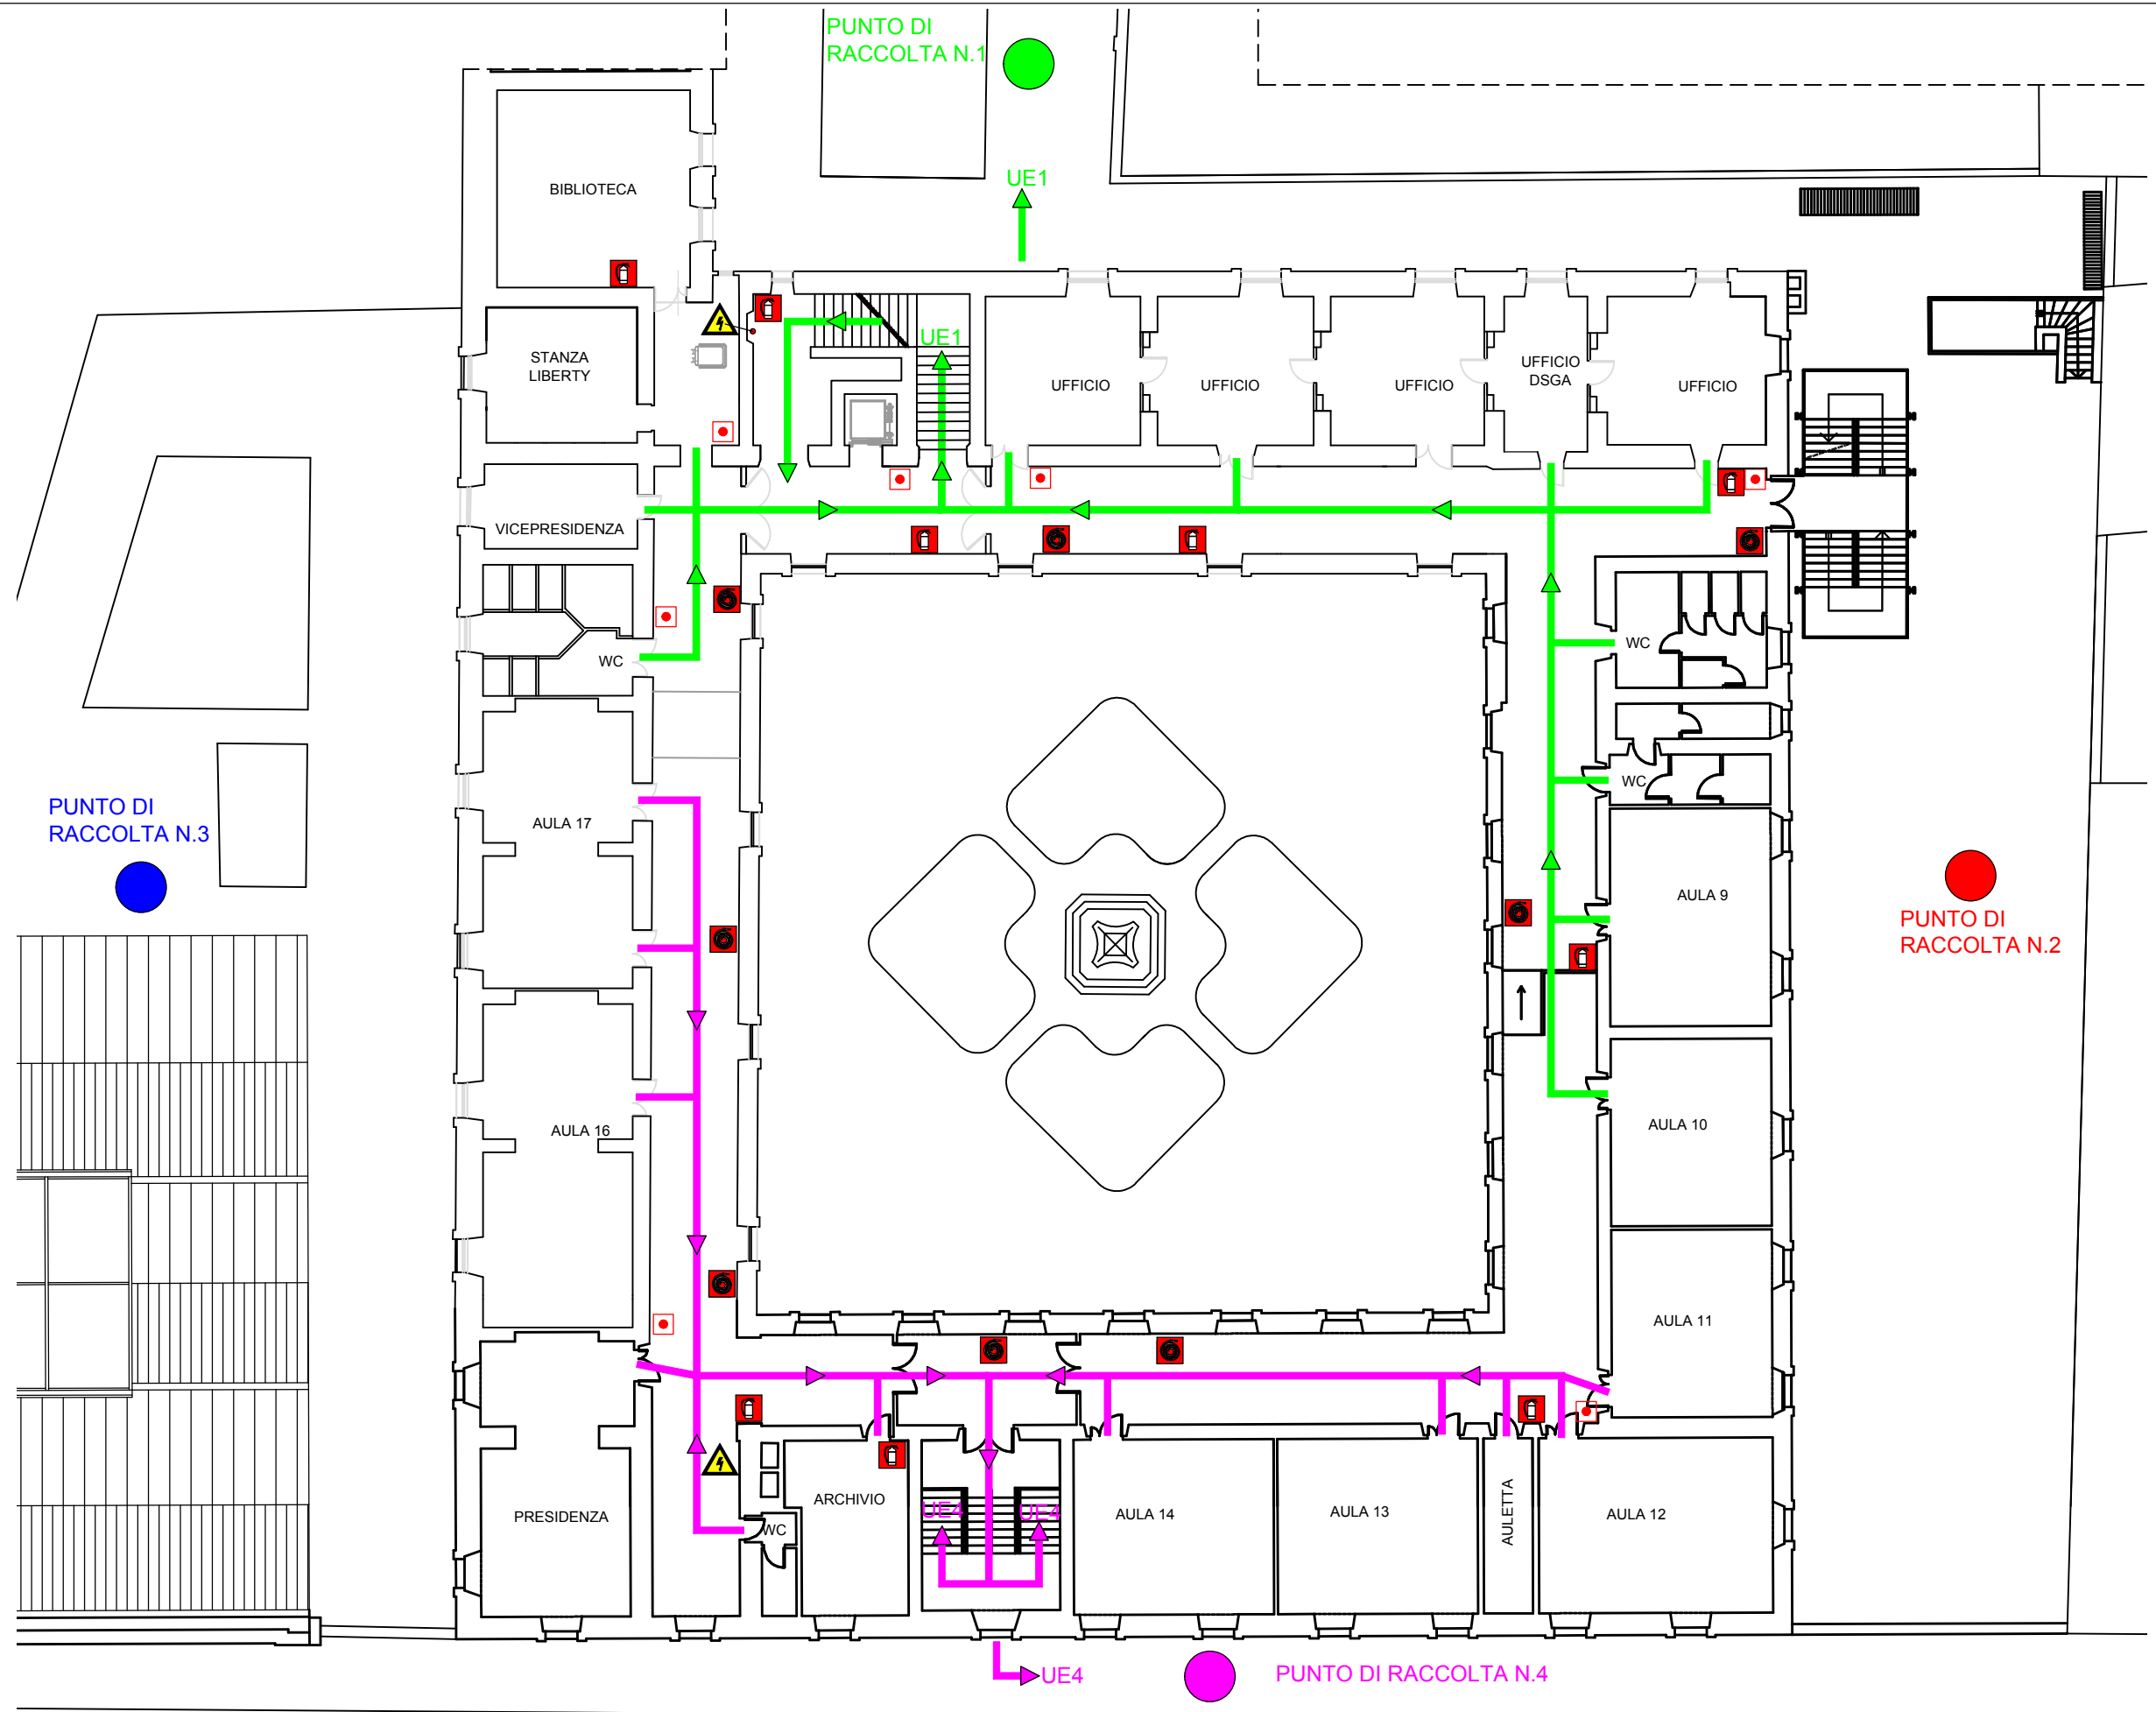 PUNTO DI
RACCOLTA N.1
UE1
BIBLIOTECA
STANZA
LIBERTY
UE1
UFFICIO
UFFICIO
UFFICIO
UFFICIO
DSGA
UFFICIO
VICEPRESIDENZA
WC
WC
WC
PUNTO DI
RACCOLTA N.3
AULA 17
AULA 9
PUNTO DI
RACCOLTA N.2
AULA 16
AULA 10
AULA 11
PRESIDENZA
WC
ARCHIVIO
UE4
UE4
AULA 14
AULA 13
AULETTA
AULA 12
UE4
PUNTO DI RACCOLTA N.4